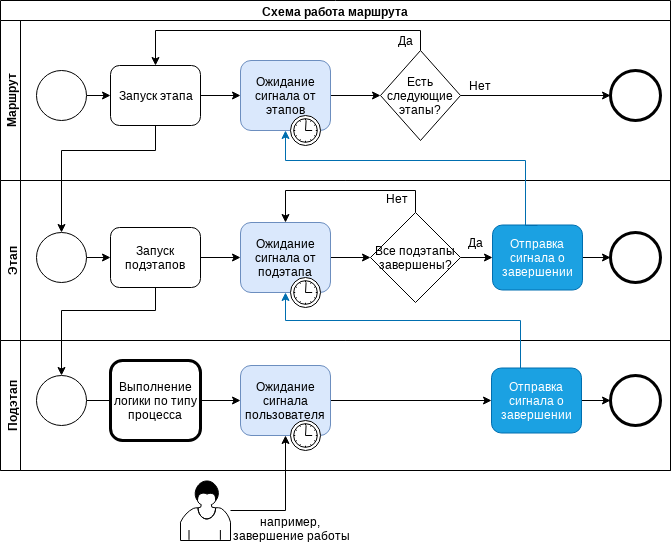 Схема работа маршрута
Маршрут
Да
Запуск этапа
Ожидание
сигнала от
этапов
Есть
следующие
этапы?
Нет
Этап
Нет
Запуск
подэтапов
Ожидание
сигнала от
подэтапа
Все подэтапы
завершены?
Да
Отправка
сигнала о
завершении
Подэтап
Выполнение
логики по типу
процесса
Ожидание
сигнала
пользователя
Отправка
сигнала о
завершении
например,
завершение работы